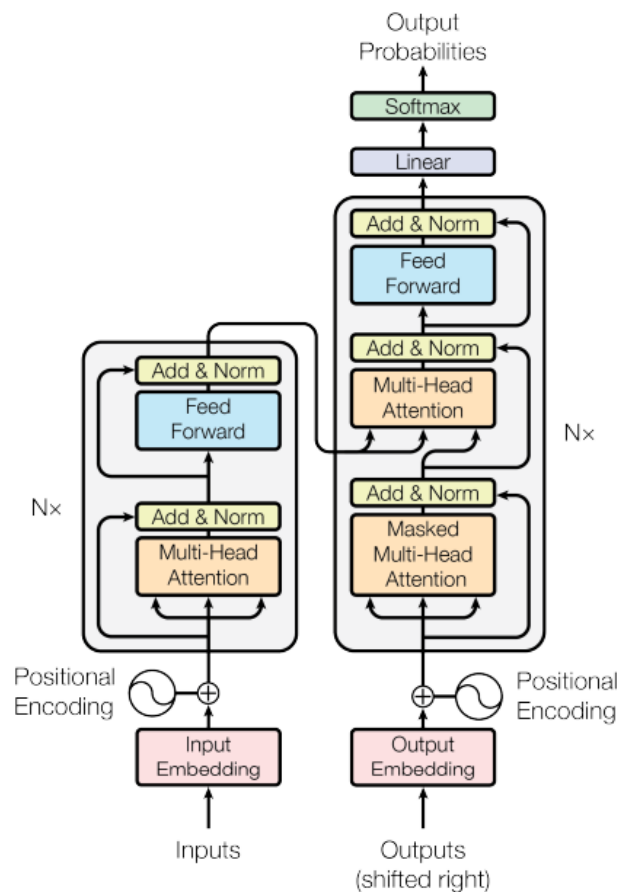 Output
Probabilities
Softmax
Linear
Add & Norm
Feed
Forward
Add & Norm
Multi-Head
Attention
Add & Norm
Masked
Multi-Head
Attention
N×
Add & Norm
Feed
Forward
Add & Norm
Multi-Head
Attention
N×
Positional
Encoding
Positional
Encoding
Input
Embedding
Output
Embedding
Inputs
Outputs
(shifted right)